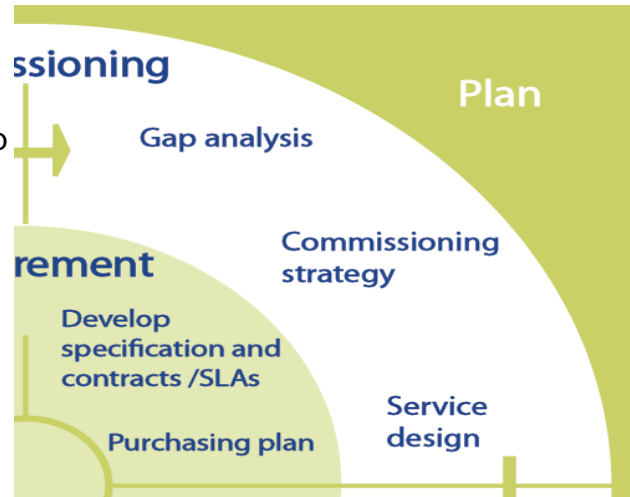 ssioning
Plan
Gap analysis
Commissioning
strategy
rement
Develop
specification and
contracts /SLAs
Service
design
Purchasing plan